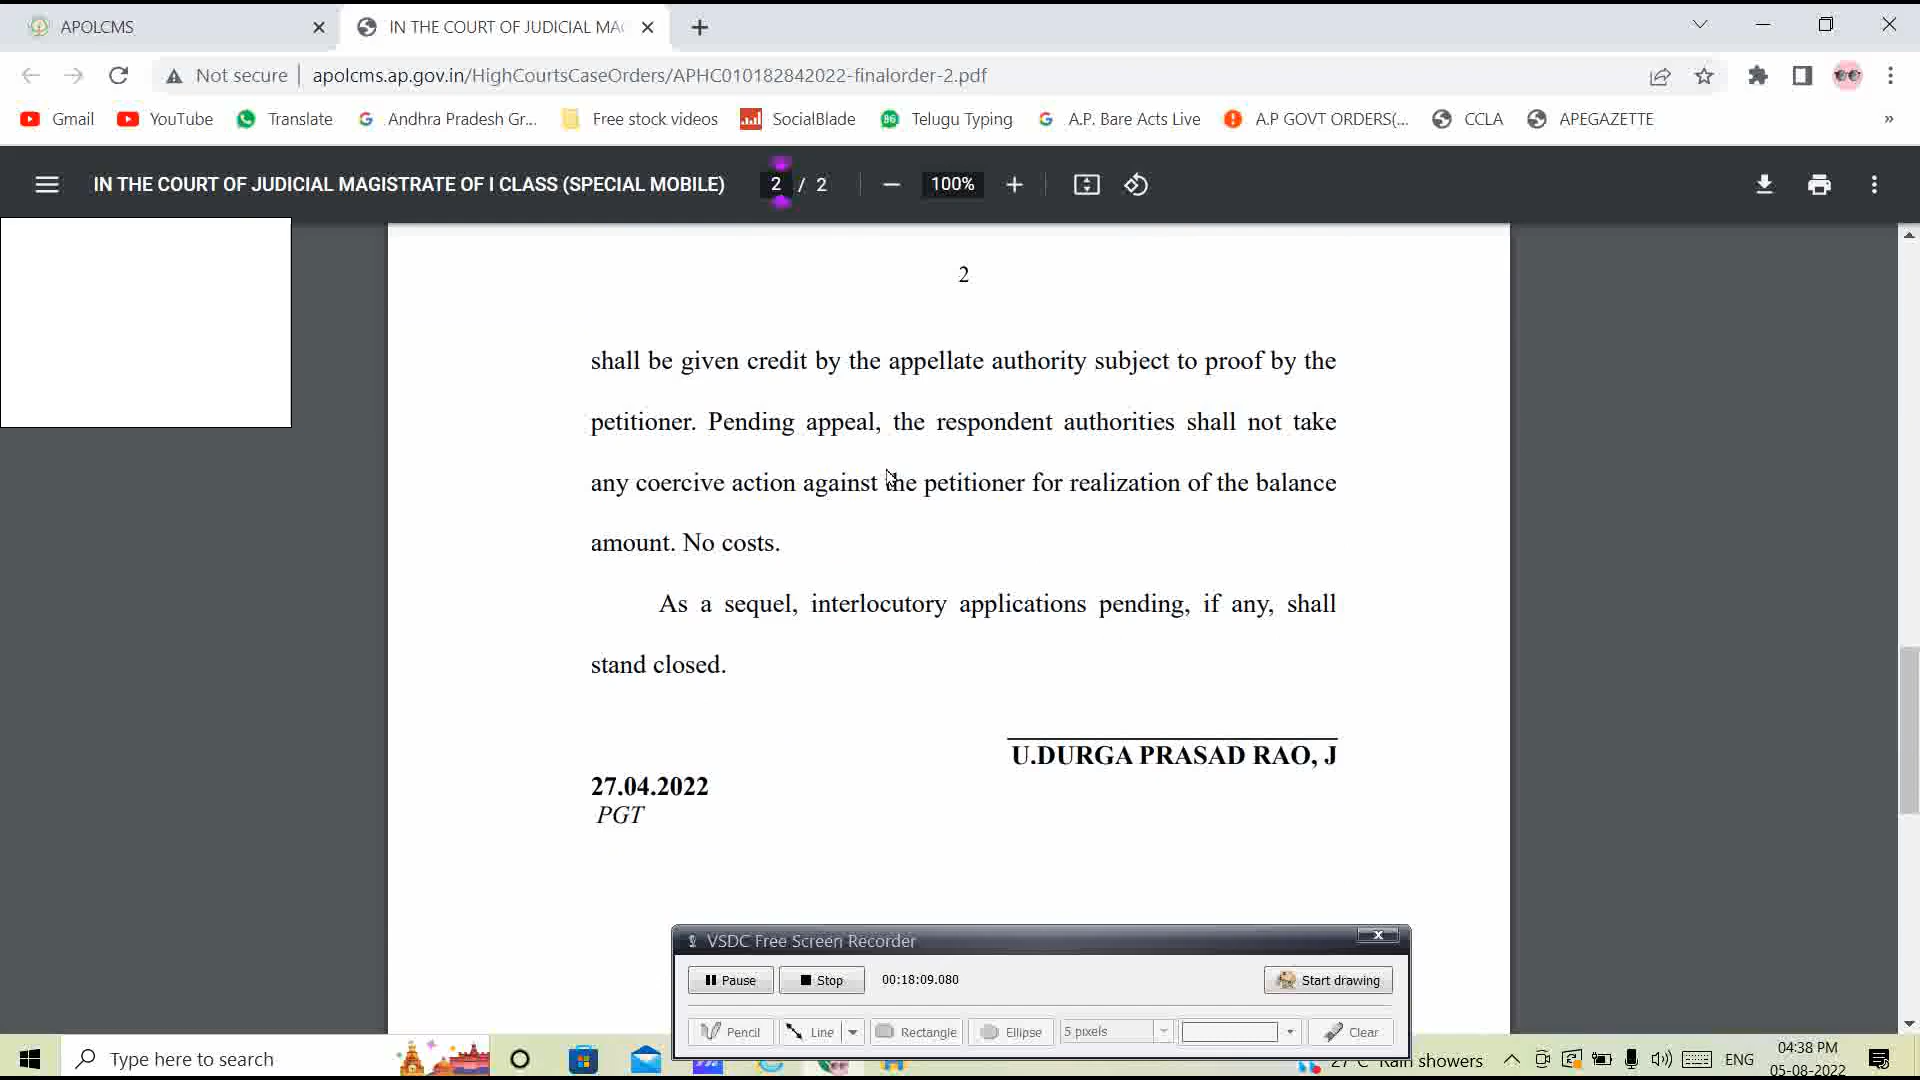 APOLCMS
IN THE COURT OF JUDICIAL MA
Not secure
apolcms.ap.gov.in/HighCourtsCaseOrders/APHC010182842022-finalorder-2.pdf
Gmail
YouTube
Translate
Andhra Pradesh Gr...
Free stock videos
SocialBlade
Telugu Typing
A.P. Bare Acts Live
A.P GOVT ORDERS(...
CCLA
APEGAZETTE
»
IN THE COURT OF JUDICIAL MAGISTRATE OF I CLASS (SPECIAL MOBILE)
2 / 2
100%
2
shall be given credit by the appellate authority subject to proof by the
petitioner. Pending appeal, the respondent authorities shall not take
any coercive action against the petitioner for realization of the balance
amount. No costs.
As a sequel, interlocutory applications pending, if any, shall
stand closed.
U.DURGA PRASAD RAO, J
27.04.2022
PGT
VSDC Free Screen Recorder
Pause
Stop
00:18:09.080
Start drawing
Pencil
Line
Rectangle
Ellipse
5 pixels
Clear
Type here to search
27°C Rain showers
ENG
04:38 PM
05-08-2022